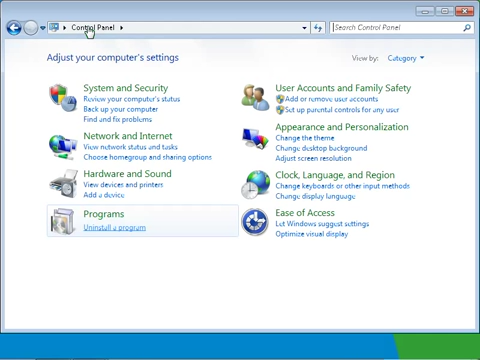 Control Panel
Search Control Panel
Adjust your computer's settings
View by: Category
System and Security
Review your computer's status
Back up your computer
Find and fix problems
Network and Internet
View network status and tasks
Choose homegroup and sharing options
Hardware and Sound
View devices and printers
Add a device
Programs
Uninstall a program
User Accounts and Family Safety
Add or remove user accounts
Set up parental controls for any user
Appearance and Personalization
Change the theme
Change desktop background
Adjust screen resolution
Clock, Language, and Region
Change keyboards or other input methods
Change display language
Ease of Access
Let Windows suggest settings
Optimize visual display